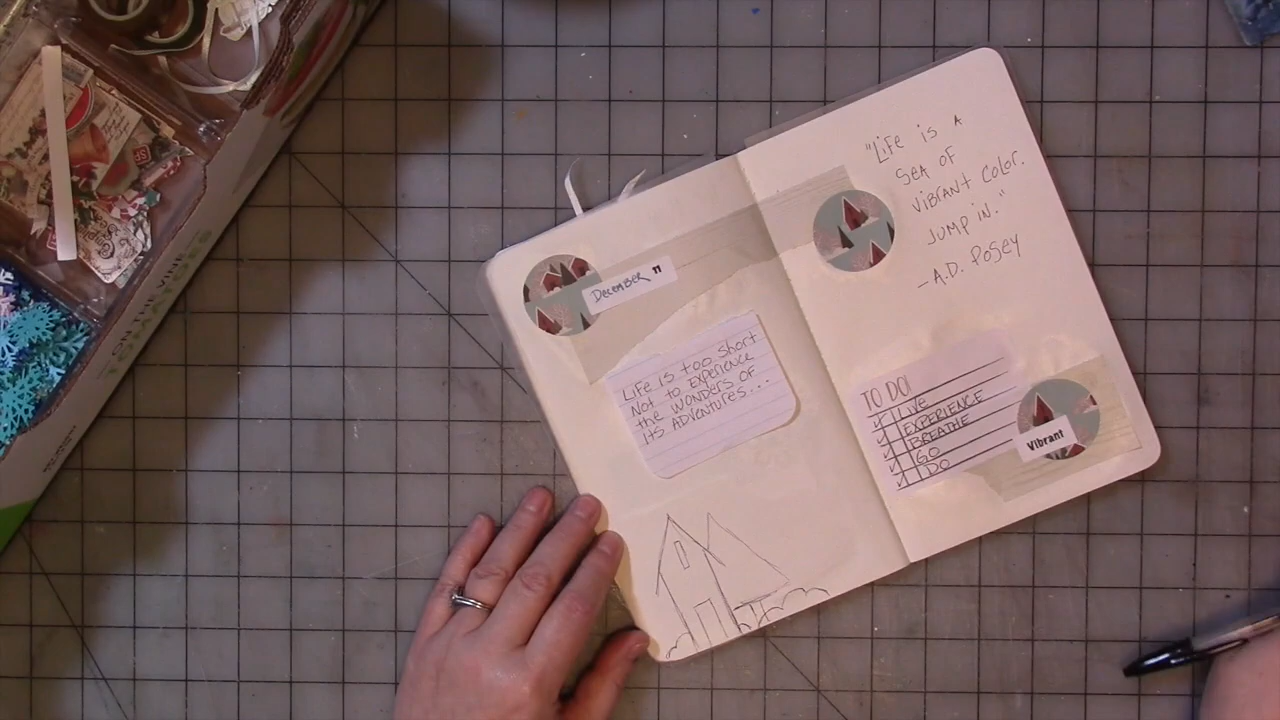 December 11
Life is too short
Not to experience
the wonders of
its adventures...
"Life is a
sea of
vibrant color.
Jump in."
—A.D. Posey
TO DO!
LIVE
EXPERIENCE
BREATHE
GO
DO
Vibrant